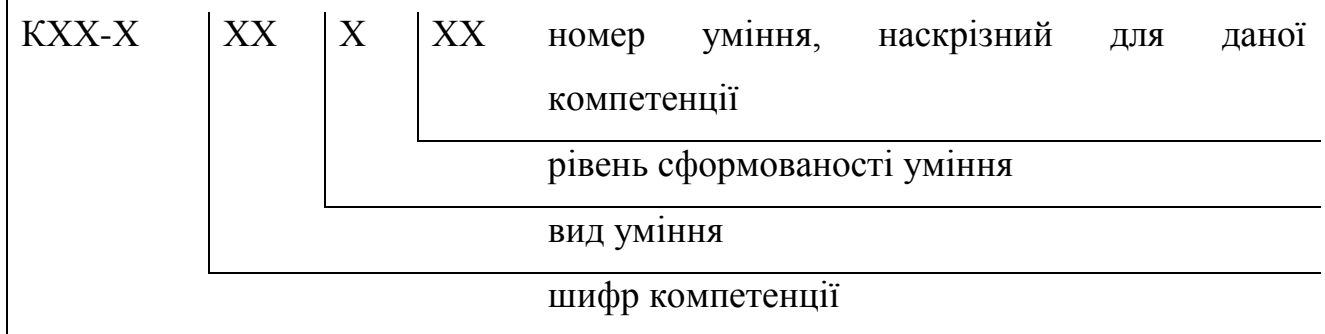 КХХ-Х ХХ Х ХХ номер уміння, наскрізний для даної
компетенції
рівень сформованості уміння
вид уміння
шифр компетенції